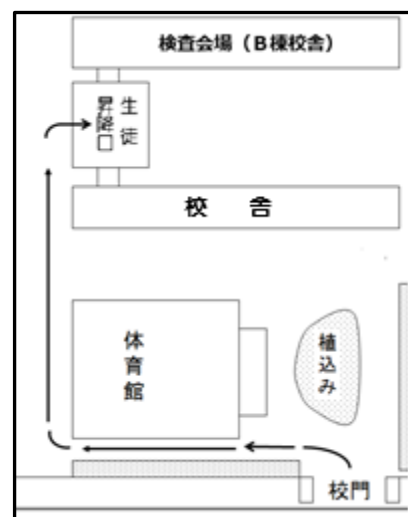 検査会場（Ｂ棟校舎）
生徒
昇降口
校　舎
体育館
植込み
校門